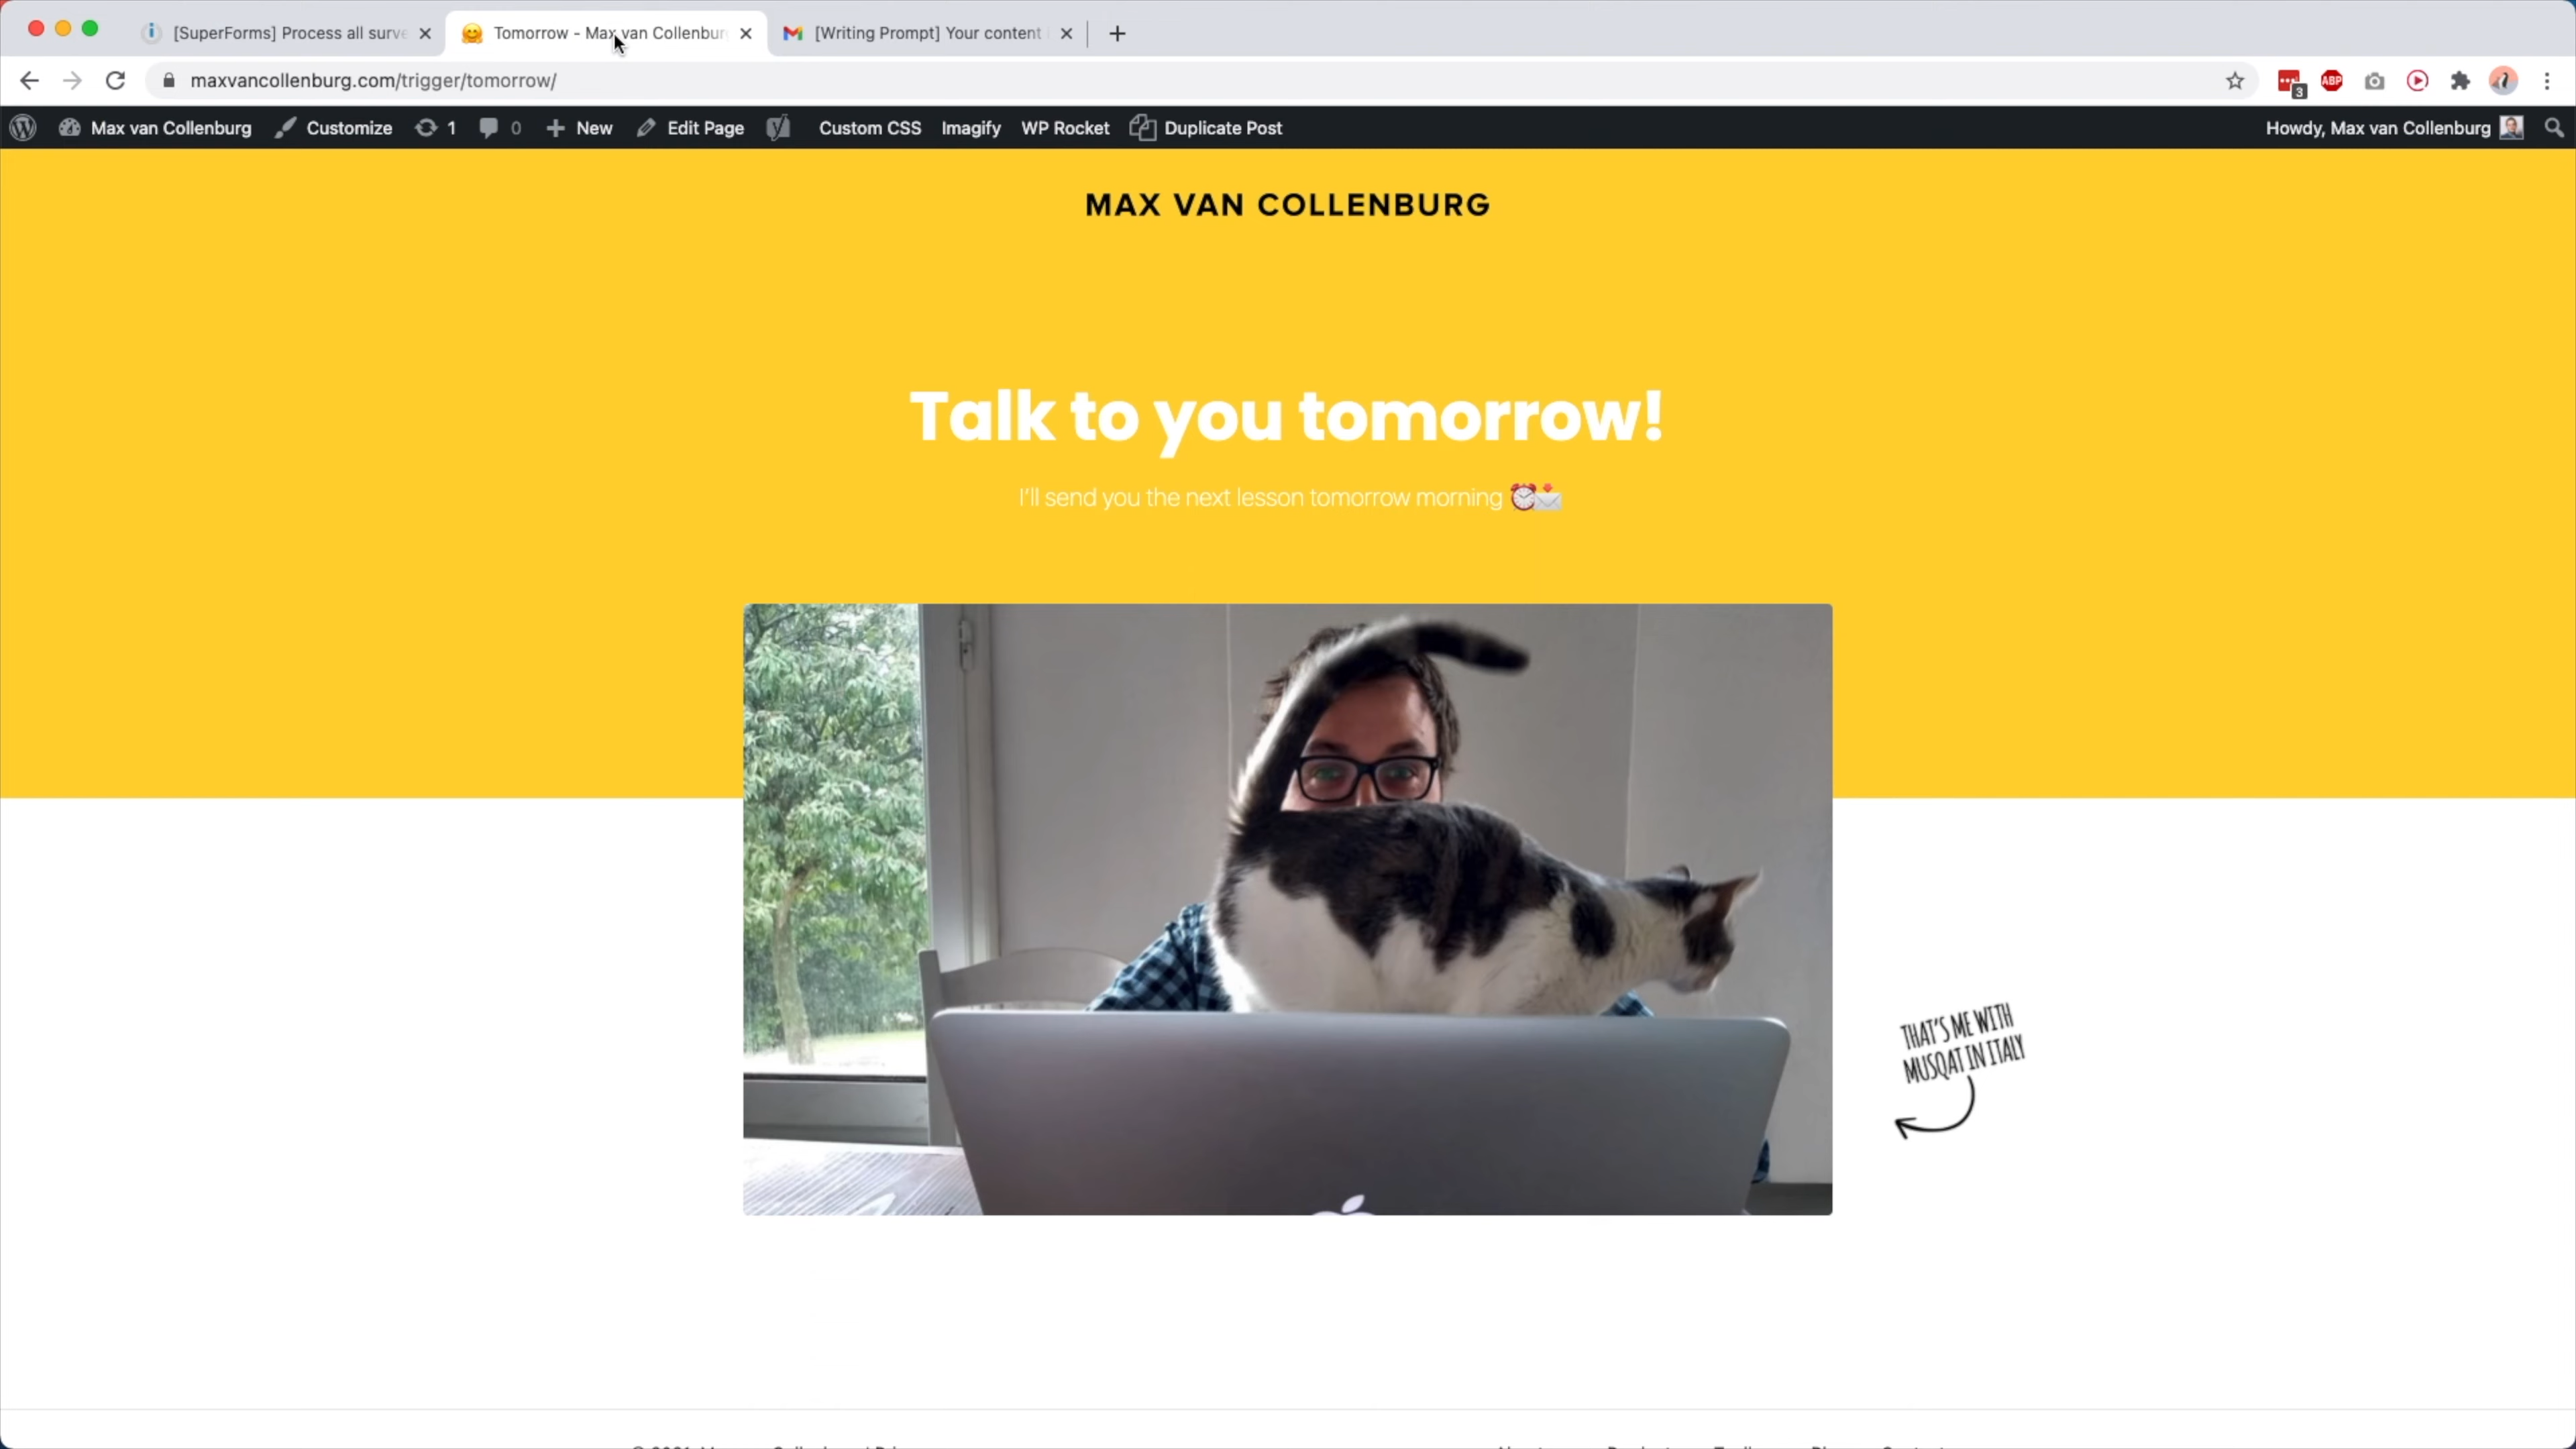 [SuperForms] Process all surve
Tomorrow - Max van Collenbur
[Writing Prompt] Your content
maxvancollenburg.com/trigger/tomorrow/
3
ABP
Max van Collenburg
Customize
1
0
New
Edit Page
Custom CSS
Imagify
WP Rocket
Duplicate Post
Howdy, Max van Collenburg
MAX VAN COLLENBURG
Talk to you tomorrow!
I'll send you the next lesson tomorrow morning ⏰📩
THAT'S ME WITH
MUSQAT IN ITALY